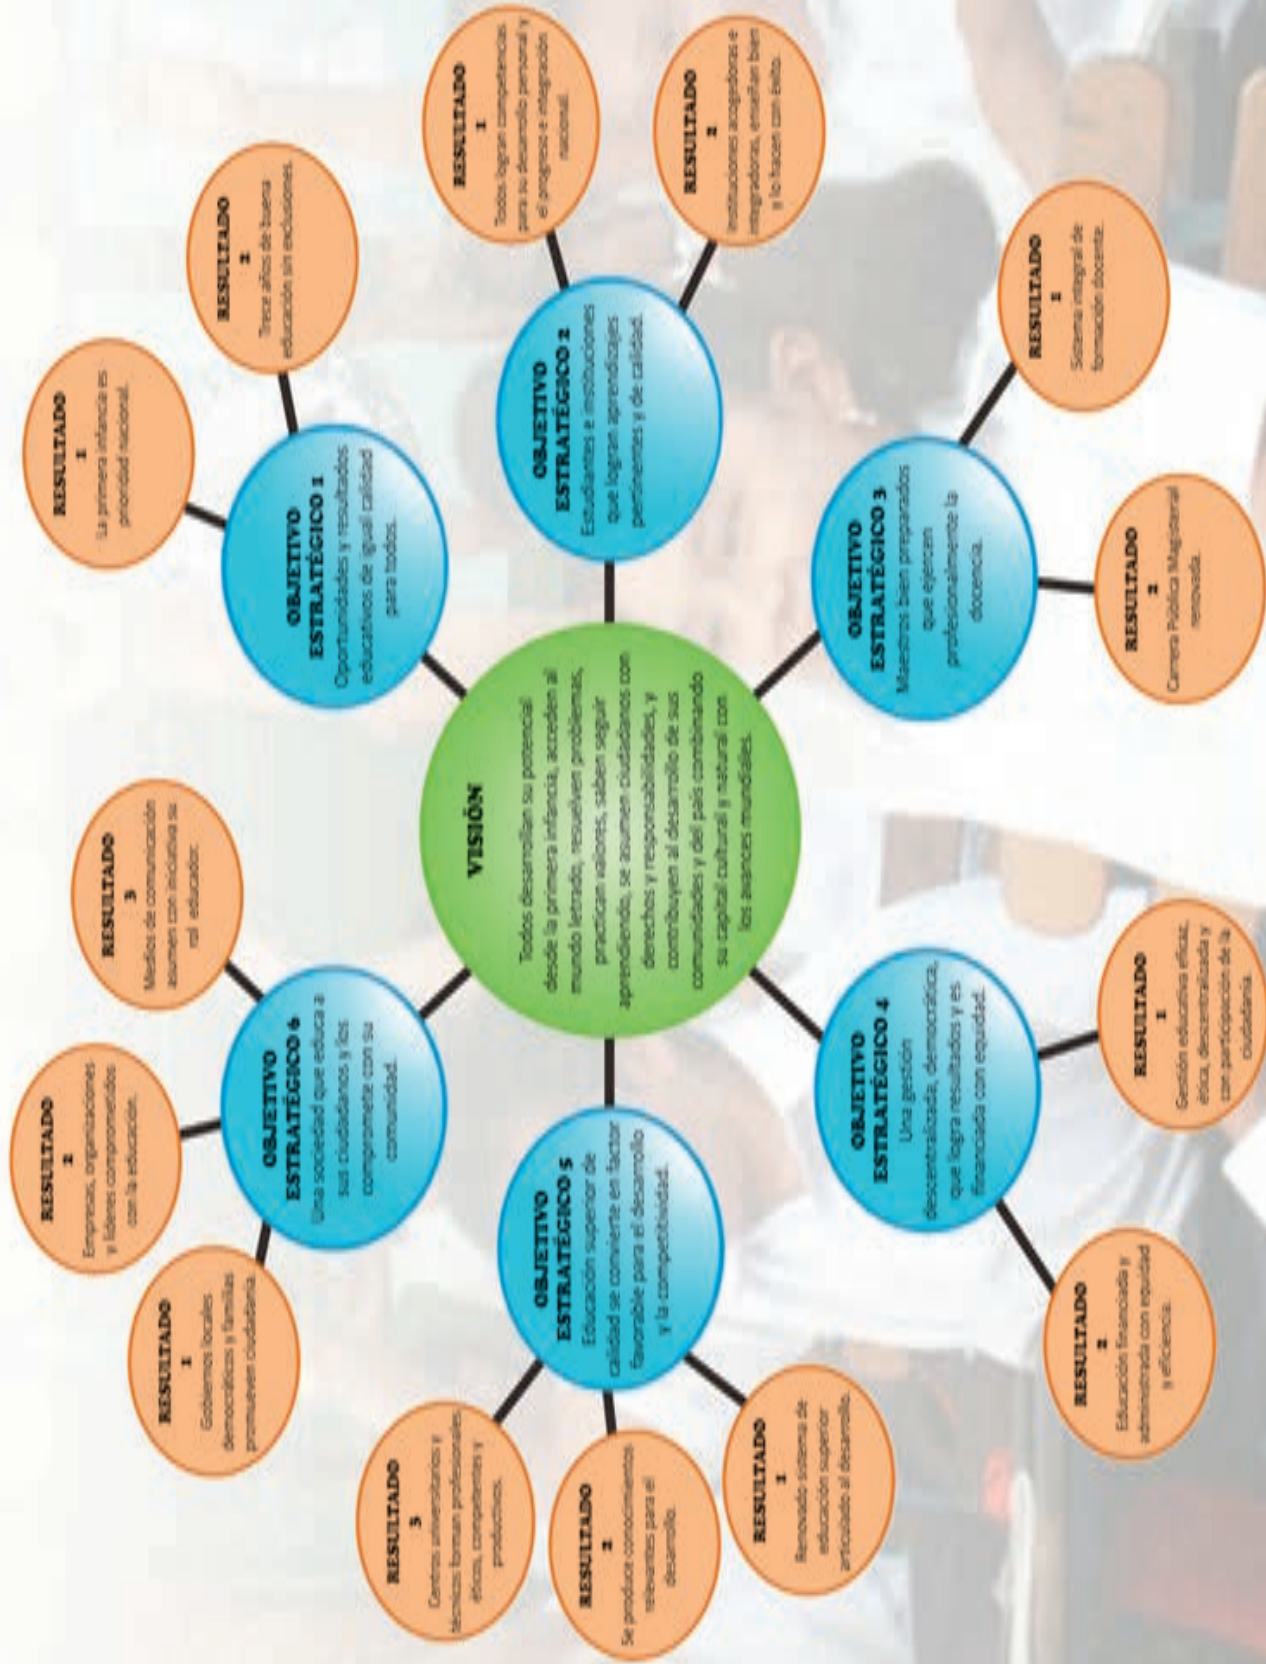 VISIÓN
Todos desarrollan su potencial
desde la primera infancia, acceden al
mundo letrado, resuelven problemas,
practican valores, saben seguir
aprendiendo, se asumen ciudadanos con
derechos y responsabilidades, y
contribuyen al desarrollo de sus
comunidades y del país combinando
su capital cultural y natural con
los avances mundiales.
OBJETIVO
ESTRATÉGICO 1
Oportunidades y resultados
educativos de igual calidad
para todos.
RESULTADO
1
La primera infancia es
prioridad nacional.
RESULTADO
2
Trece años de buena
educación sin exclusiones.
OBJETIVO
ESTRATÉGICO 2
Estudiantes e instituciones
que logran aprendizajes
pertinentes y de calidad.
RESULTADO
1
Todos logran competencias
para su desarrollo personal y
el progreso e integración
nacional.
RESULTADO
2
Instituciones acogedoras e
integradoras, enseñan bien
y lo hacen con éxito.
OBJETIVO
ESTRATÉGICO 3
Maestros bien preparados
que ejercen
profesionalmente la
docencia.
RESULTADO
1
Sistema integral de
formación docente.
RESULTADO
2
Carrera Pública Magisterial
renovada.
OBJETIVO
ESTRATÉGICO 4
Una gestión
descentralizada, democrática,
que logra resultados y es
financiada con equidad.
RESULTADO
1
Gestión educativa eficaz,
ética, descentralizada y
con participación de la
ciudadanía.
RESULTADO
2
Educación financiada y
administrada con equidad
y eficiencia.
OBJETIVO
ESTRATÉGICO 5
Educación superior de
calidad se convierte en factor
favorable para el desarrollo
y la competitividad.
RESULTADO
1
Renovado sistema de
educación superior
articulado al desarrollo.
RESULTADO
2
Se produce conocimientos
relevantes para el
desarrollo.
RESULTADO
3
Centros universitarios y
técnicos forman profesionales
éticos, competentes y
productivos.
OBJETIVO
ESTRATÉGICO 6
Una sociedad que educa a
sus ciudadanos y los
compromete con su
comunidad.
RESULTADO
1
Gobiernos locales
democráticos y familias
promueven ciudadanía.
RESULTADO
2
Empresas, organizaciones
y líderes comprometidos
con la educación.
RESULTADO
3
Medios de comunicación
asumen con iniciativa su
rol educador.